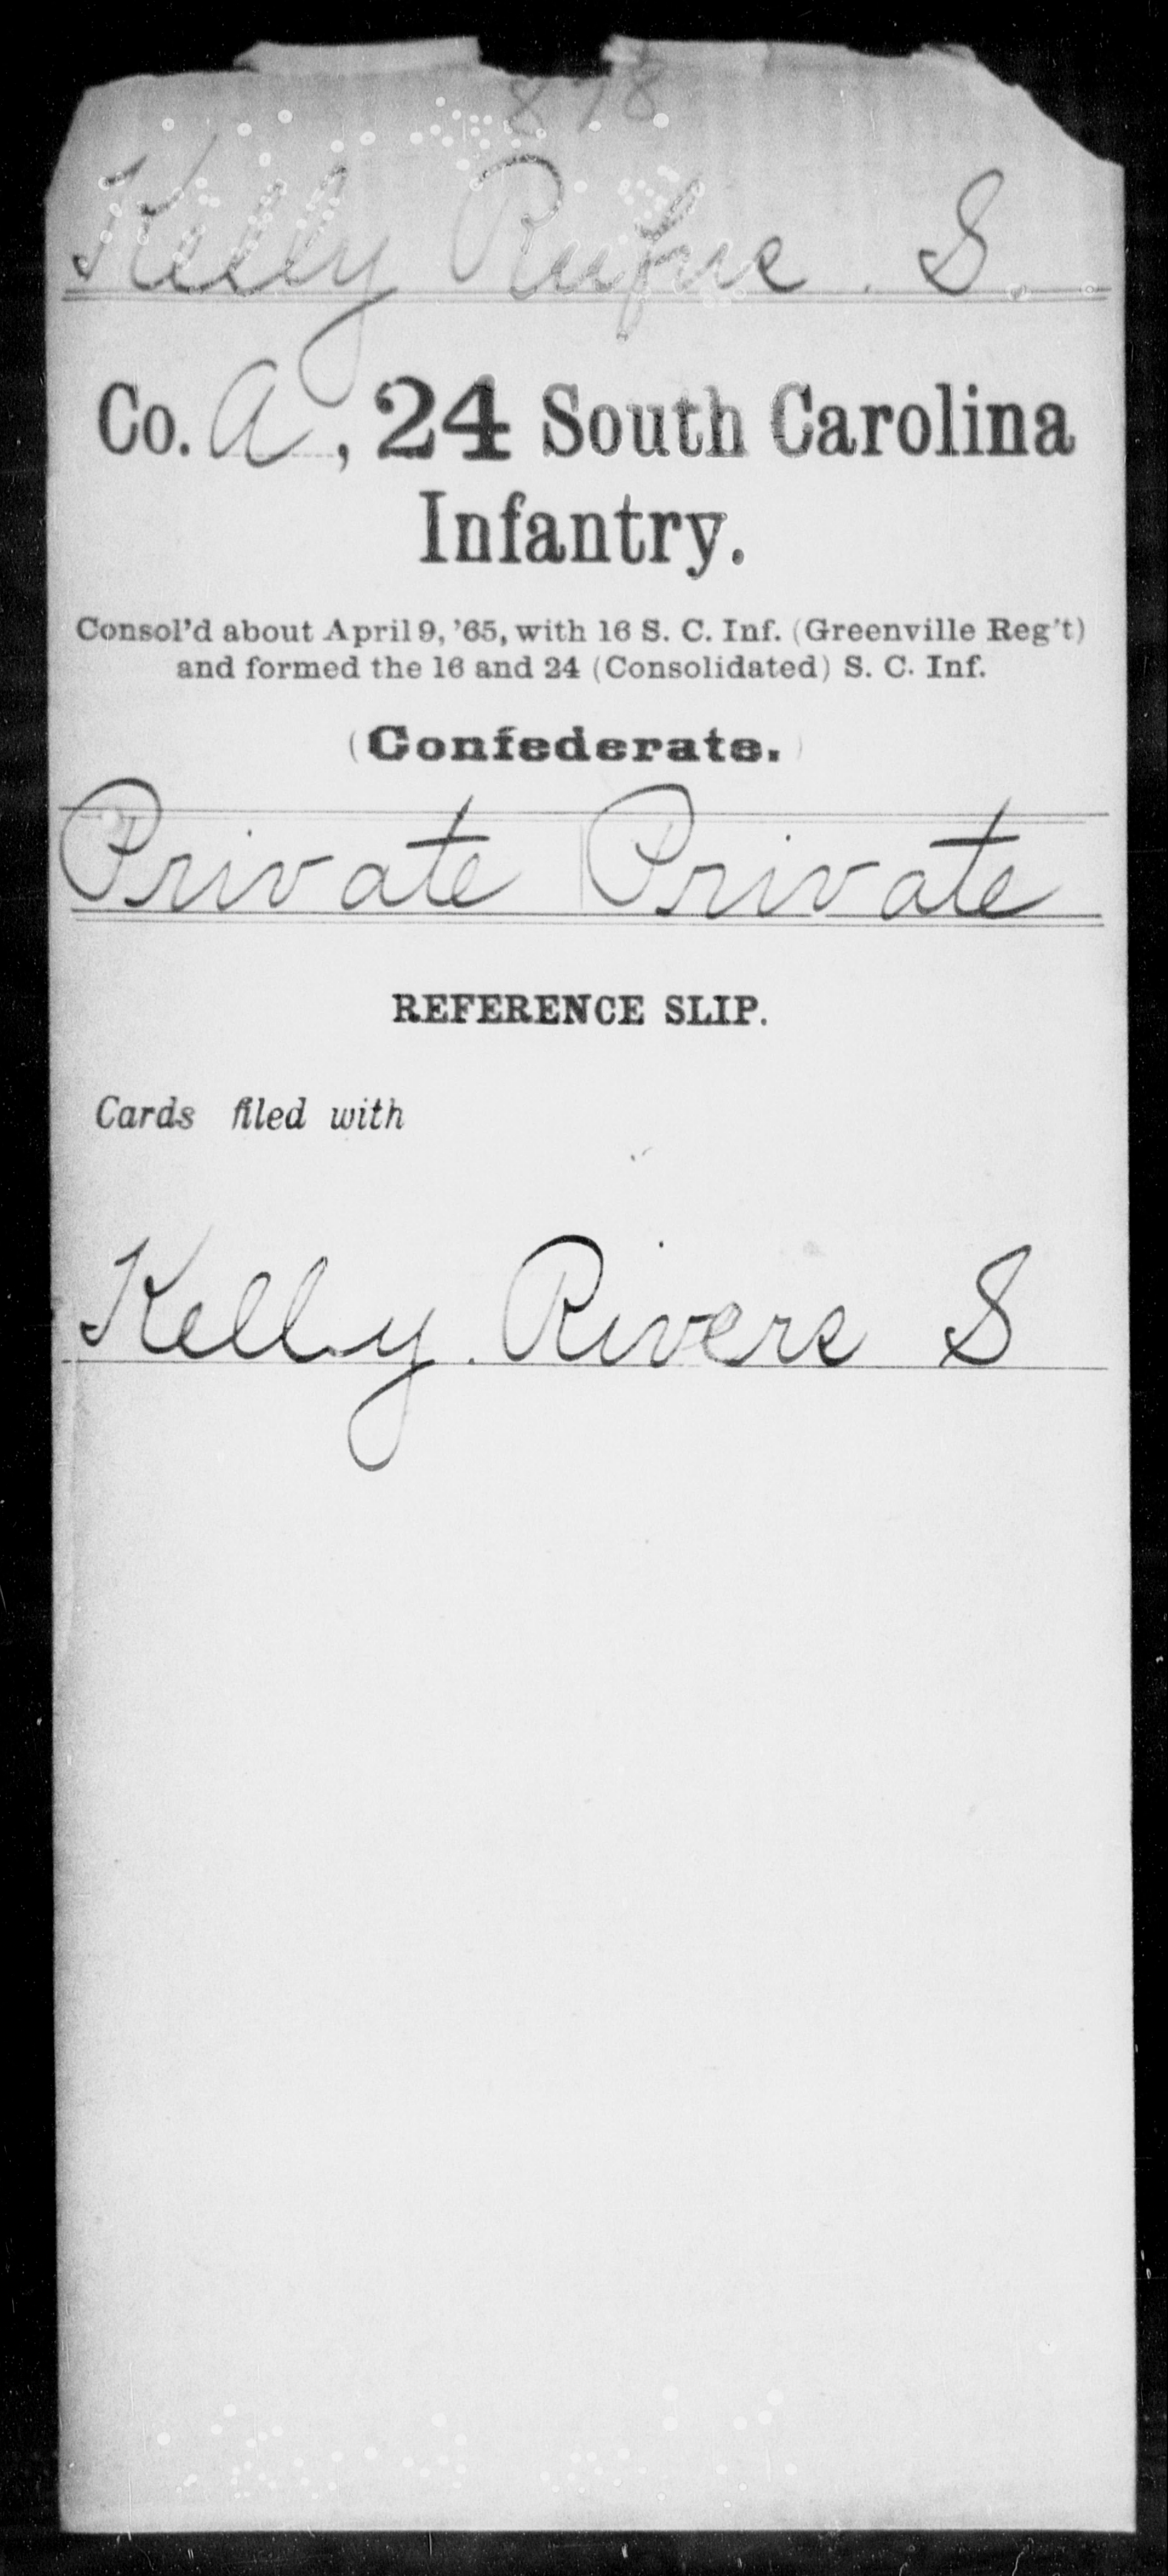 878
Kelly Rufus S.
Co. A, 24 South Carolina
Infantry.
Consol'd about April 9, '65, with 16 S. C. Inf. (Greenville Reg't)
and formed the 16 and 24 (Consolidated) S. C. Inf.
(Confederate.)
Private Private
REFERENCE SLIP.
Cards filed with
Kelly. Rivers S